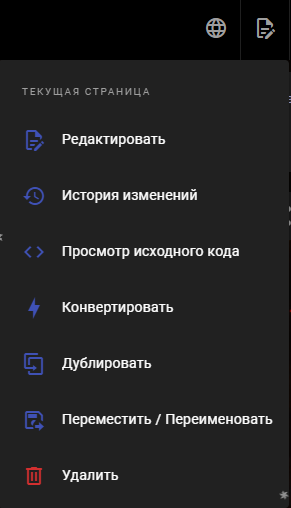 ТЕКУЩАЯ СТРАНИЦА
Редактировать
История изменений
Просмотр исходного кода
Конвертировать
Дублировать
Переместить / Переименовать
Удалить